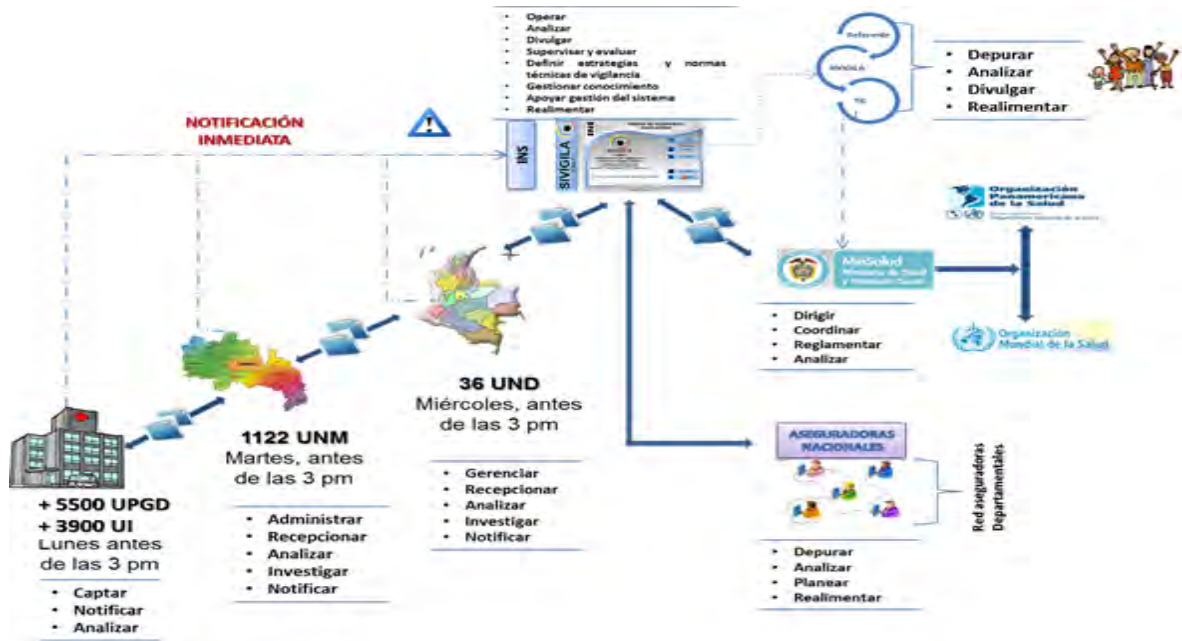 • Operar
• Analizar
• Divulgar
• Supervisar y evaluar
• Definir estrategias y normas
técnicas de vigilancia
• Gestionar conocimiento
• Apoyar gestión del sistema
• Realimentar
Referente
SIVIGILA
TIC
• Depurar
• Analizar
• Divulgar
• Realimentar
NOTIFICACIÓN
INMEDIATA
INS
SIVIGILA
INS
Organización
Panamericana
de la Salud
MinSalud
Ministerio de Salud
y Protección Social
• Dirigir
• Coordinar
• Reglamentar
• Analizar
Organización
Mundial de la Salud
36 UND
Miércoles, antes
de las 3 pm
• Gerenciar
• Recepcionar
• Analizar
• Investigar
• Notificar
1122 UNM
Martes, antes
de las 3 pm
• Administrar
• Recepcionar
• Analizar
• Investigar
• Notificar
+ 5500 UPGD
+ 3900 UI
Lunes antes
de las 3 pm
• Captar
• Notificar
• Analizar
ASEGURADORAS
NACIONALES
Red aseguradoras
Departamentales
• Depurar
• Analizar
• Planear
• Realimentar